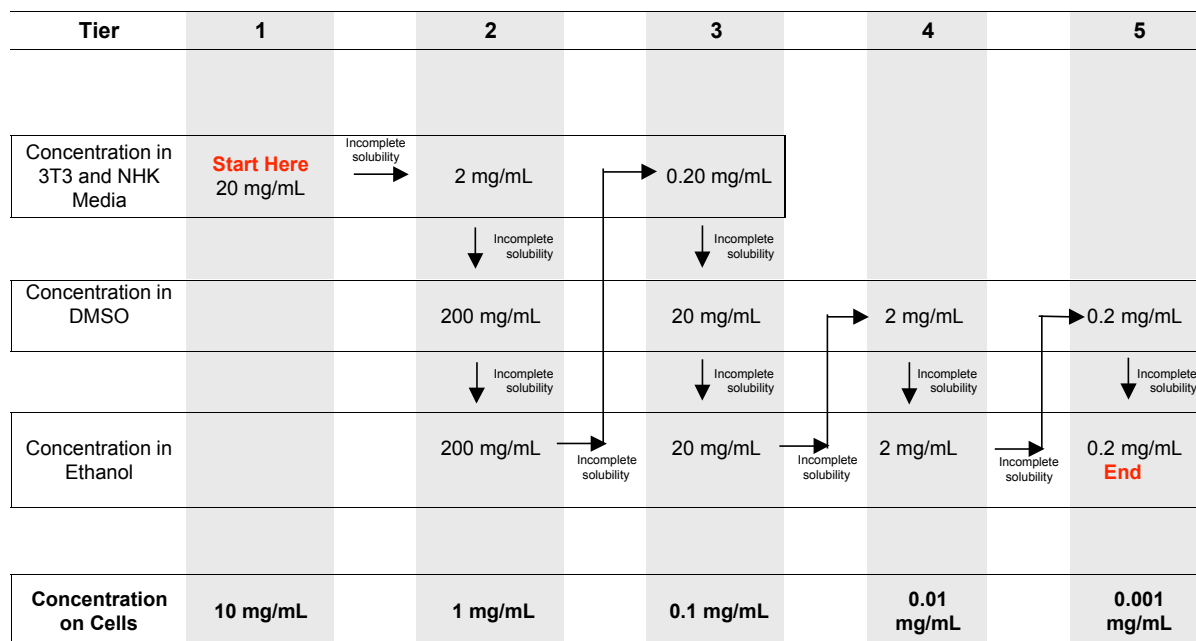 Tier 1 2 3 4 5
Concentration in
3T3 and NHK
Media
Start Here
20 mg/mL
Incomplete
solubility
2 mg/mL
0.20 mg/mL
Incomplete
solubility
Incomplete
solubility
Concentration in
DMSO
200 mg/mL
20 mg/mL
2 mg/mL
0.2 mg/mL
Incomplete
solubility
Incomplete
solubility
Incomplete
solubility
Incomplete
solubility
Concentration in
Ethanol
200 mg/mL
Incomplete
solubility
20 mg/mL
Incomplete
solubility
2 mg/mL
Incomplete
solubility
0.2 mg/mL
End
Concentration
on Cells
10 mg/mL
1 mg/mL
0.1 mg/mL
0.01
mg/mL
0.001
mg/mL